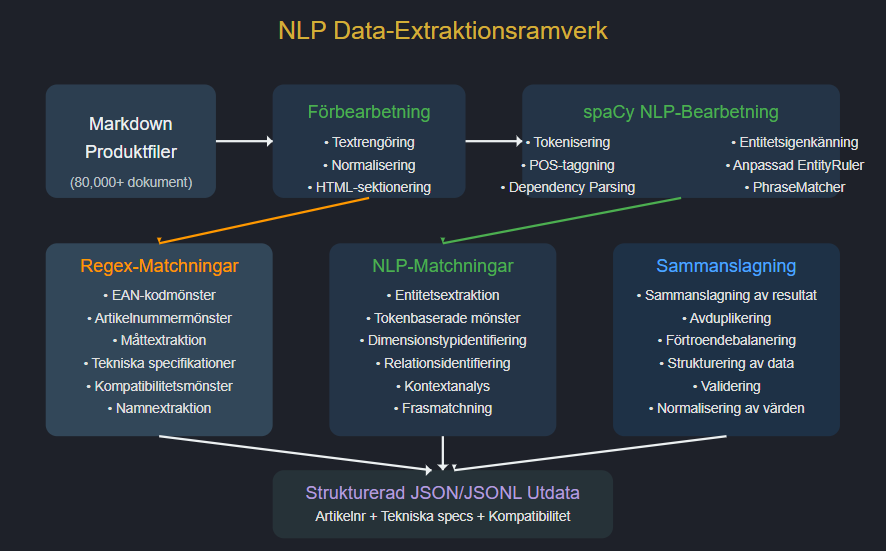 NLP Data-Extraktionsramverk
Markdown
Produktfiler
(80,000+ dokument)
Förbearbetning
• Textrengöring
• Normalisering
• HTML-sektionering
spaCy NLP-Bearbetning
• Tokenisering
• POS-taggning
• Dependency Parsing
• Entitetsigenkänning
• Anpassad EntityRuler
• PhraseMatcher
Regex-Matchningar
• EAN-kodmönster
• Artikelnummermönster
• Måttextraktion
• Tekniska specifikationer
• Kompatibilitetsmönster
• Namnextraktion
NLP-Matchningar
• Entitetsextraktion
• Tokenbaserade mönster
• Dimensionstypidentifiering
• Relationsidentifiering
• Kontextanalys
• Frasmatchning
Sammanslagning
• Sammanslagning av resultat
• Avduplikering
• Förtroendebalanering
• Strukturering av data
• Validering
• Normalisering av värden
Strukturerad JSON/JSONL Utdata
Artikelnr + Tekniska specs + Kompatibilitet